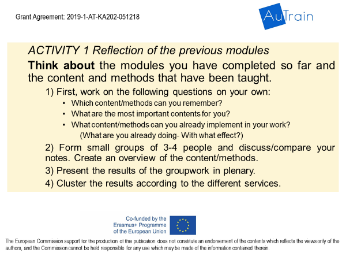 Grant Agreement: 2019-1-AT-KA202-051218
AuTrain
ACTIVITY 1 Reflection of the previous modules
Think about the modules you have completed so far and
the content and methods that have been taught.
1) First, work on the following questions on your own:
• Which content/methods can you remember?
• What are the most important contents for you?
• What content/methods can you already implement in your work?
(What are you already doing- With what effect?)
2) Form small groups of 3-4 people and discuss/compare your
notes. Create an overview of the content/methods.
3) Present the results of the groupwork in plenary.
4) Cluster the results according to the different services.
Co-funded by the
Erasmus+ Programme
of the European Union
The European Commission support for the production of this publication does not constitute an endorsement of the contents which reflects the views only of the
authors, and the Commission cannot be held responsible for any use which may be made of the information contained therein